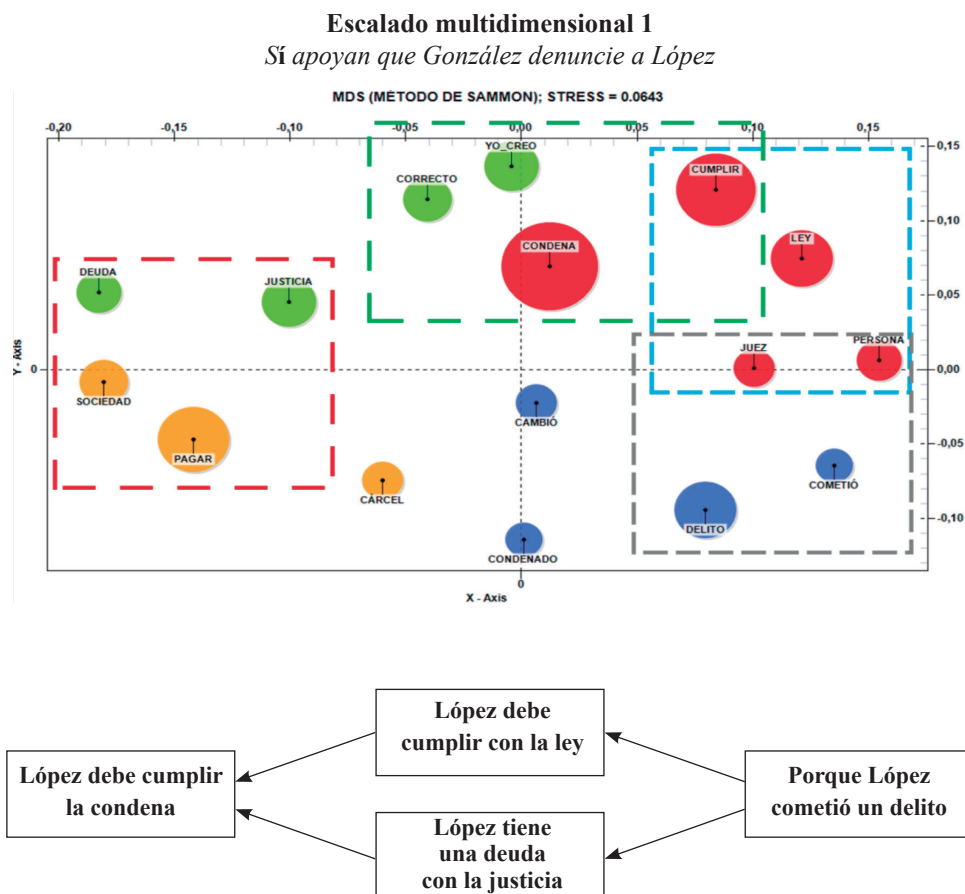 Escalado multidimensional 1
Sí apoyan que González denuncie a López
MDS (MÉTODO DE SAMMON); STRESS = 0.0643
-0,20 -0,15 -0,10 -0,05 0,00 0,05 0,10 0,15
YO_CREO
0,15
CORRECTO
CUMPLIR
0,10
CONDENA
LEY
DEUDA
JUSTICIA
0,05
JUEZ
PERSONA
Y - Axis
0
0,00
SOCIEDAD
CAMBIÓ
-0,05
PAGAR
CÁRCEL
COMETIÓ
-0,10
DELITO
CONDENADO
0
X - Axis
López debe
cumplir con la ley
López debe cumplir
la condena
Porque López
cometió un delito
López tiene
una deuda
con la justicia